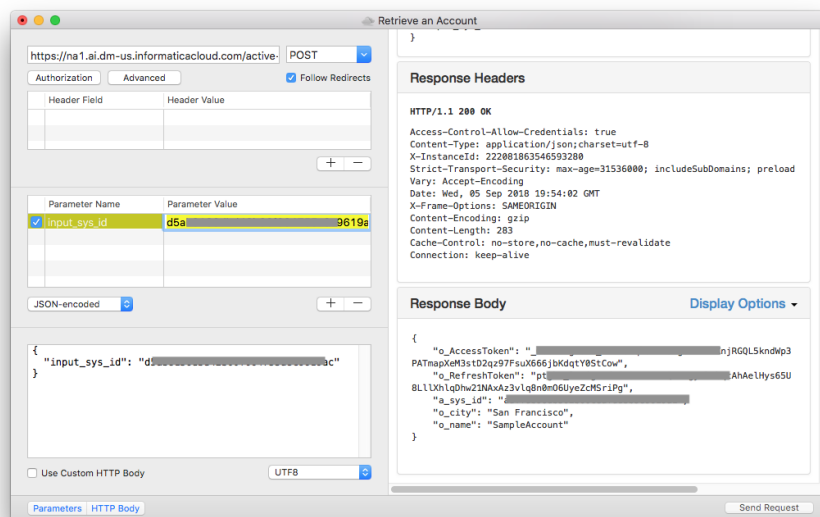 Retrieve an Account
https://na1.ai.dm-us.informaticacloud.com/active-
POST
Authorization
Advanced
Follow Redirects
Header Field
Header Value
+
−
Parameter Name
Parameter Value
input_sys_id
d5a
9619a
JSON-encoded
+
−
{
"input_sys_id": "d
ac"
}
Use Custom HTTP Body
UTF8
Parameters
HTTP Body
}
Response Headers
HTTP/1.1 200 OK
Access-Control-Allow-Credentials: true
Content-Type: application/json;charset=utf-8
X-InstanceId: 222081863546593280
Strict-Transport-Security: max-age=31536000; includeSubDomains; preload
Vary: Accept-Encoding
Date: Wed, 05 Sep 2018 19:54:02 GMT
X-Frame-Options: SAMEORIGIN
Content-Encoding: gzip
Content-Length: 283
Cache-Control: no-store,no-cache,must-revalidate
Connection: keep-alive
Response Body
Display Options
{
"o_AccessToken": "_ njRGQL5kndWp3
PATmapXeM3stD2qz97FsuX666jbKdqtY0StCow",
"o_RefreshToken": "pt AhAelHys65U
8LllXhlqDhw21NAxAz3vlq8n0mO6UyeZcMSriPg",
"a_sys_id": "
"o_city": "San Francisco",
"o_name": "SampleAccount"
}
Send Request